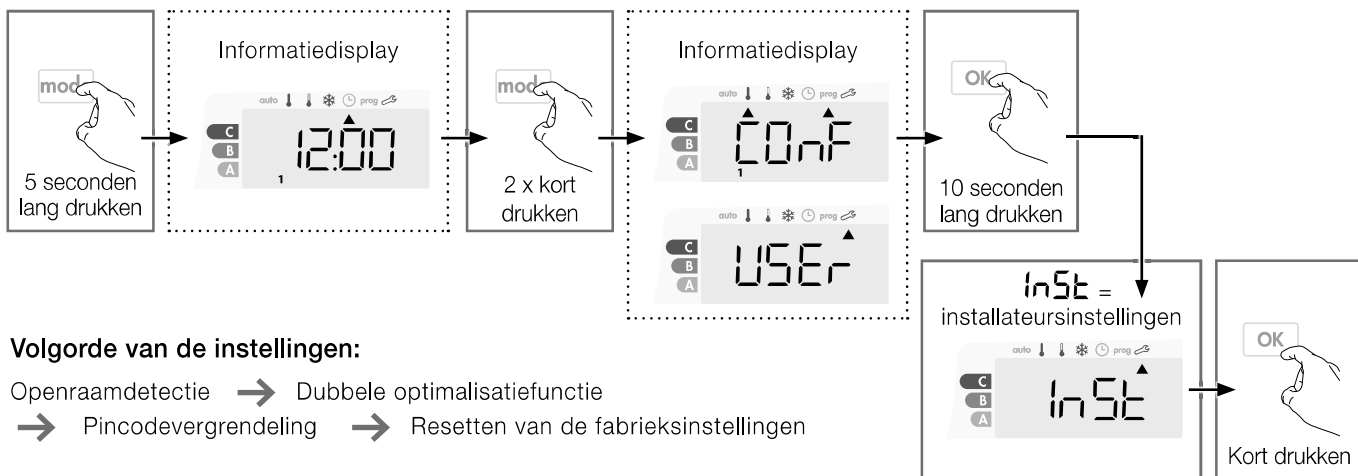 mod
5 seconden
lang drukken
Informatiedisplay
auto prog
C
B
A
12:00
1
mod
2 x kort
drukken
Informatiedisplay
auto prog
C
B
A
COnF
1
auto prog
C
B
A
USEr
OK
10 seconden
lang drukken
InSt =
installateursinstellingen
auto prog
C
B
A
InSt
OK
Kort drukken
Volgorde van de instellingen:
Openraamdetectie → Dubbele optimalisatiefunctie
→ Pincodevergrendeling → Resetten van de fabrieksinstellingen